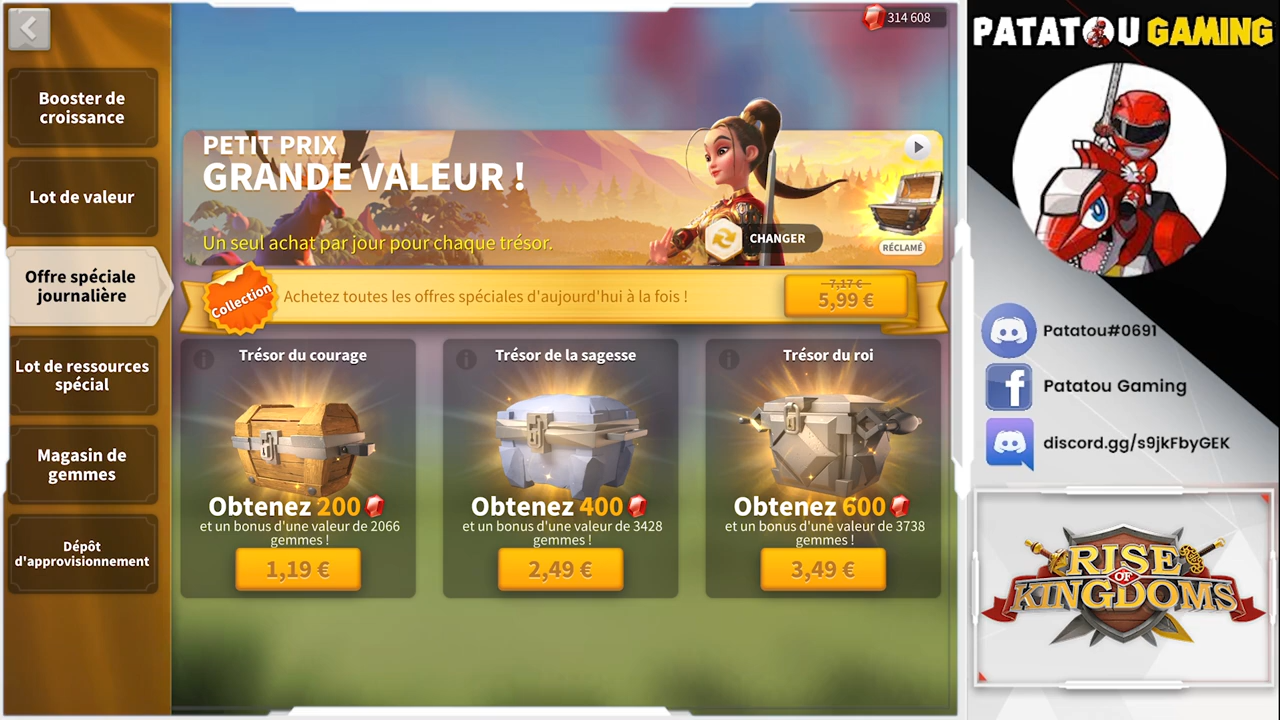 314 608
PATATOU GAMING
Booster de
croissance
Lot de valeur
Offre spéciale
journalière
Lot de ressources
spécial
Magasin de
gemmes
Dépôt
d'approvisionnement
PETIT PRIX
GRANDE VALEUR !
Un seul achat par jour pour chaque trésor.
CHANGER
RÉCLAMÉ
Collection
Achetez toutes les offres spéciales d'aujourd'hui à la fois !
7,17 €
5,99 €
Trésor du courage
Obtenez 200
et un bonus d'une valeur de 2066
gemmes !
1,19 €
Trésor de la sagesse
Obtenez 400
et un bonus d'une valeur de 3428
gemmes !
2,49 €
Trésor du roi
Obtenez 600
et un bonus d'une valeur de 3738
gemmes !
3,49 €
Patatou#0691
Patatou Gaming
discord.gg/s9jkFbyGEK
RISE
OF
KINGDOMS